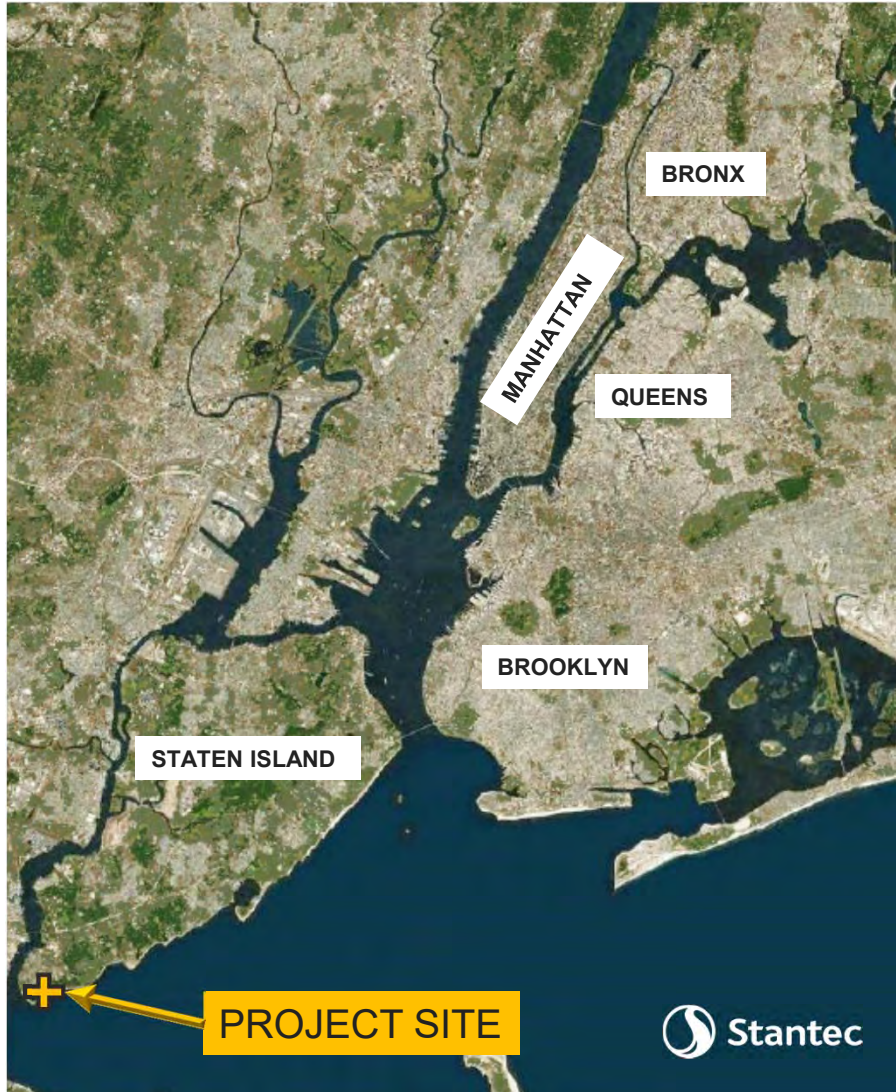 BRONX
MANHATTAN
QUEENS
BROOKLYN
STATEN ISLAND
PROJECT SITE
Stantec